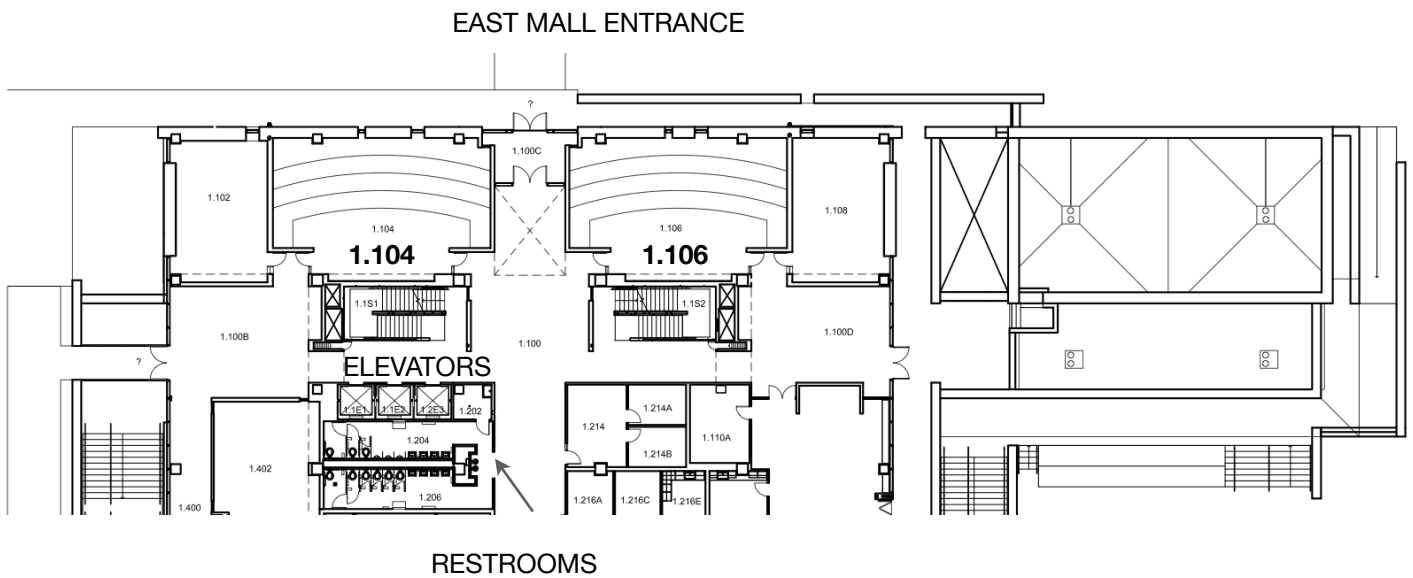 EAST MALL ENTRANCE
?
1.100C
1.102
1.108
1.104
1.106
1.104
1.106
1.1S1
1.1S2
1.100B
1.100
1.100D
?
ELEVATORS
1.1E1
1.1E2
1.2E3
1.202
1.214A
1.214
1.110A
1.204
1.214B
1.402
1.206
1.216A
1.216C
1.216E
1.400
RESTROOMS